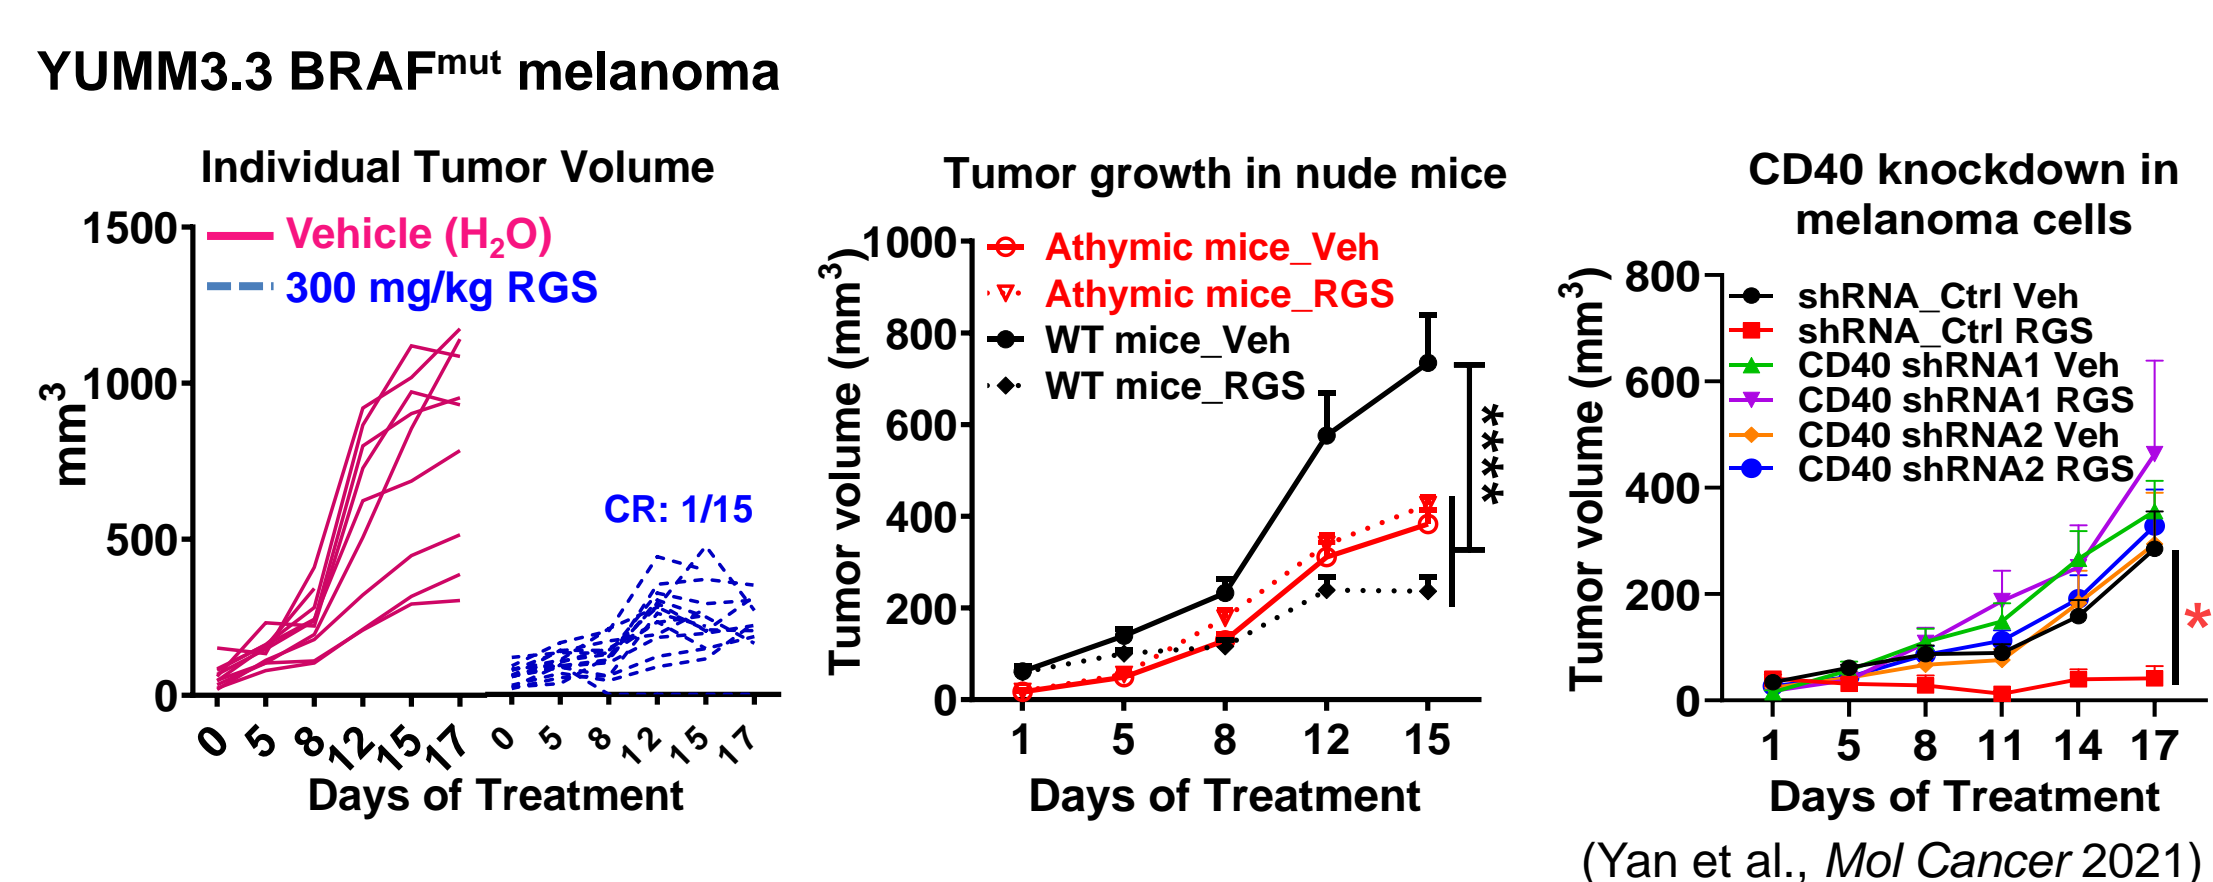 YUMM3.3 BRAFmut melanoma
Individual Tumor Volume
Vehicle (H2O)
300 mg/kg RGS
CR: 1/15
mm3
1500
1000
500
0
0 5 8 12 15 17
0 5 8 12 15 17
Days of Treatment
Tumor growth in nude mice
Athymic mice_Veh
Athymic mice_RGS
WT mice_Veh
WT mice_RGS
Tumor volume (mm3)
1000
800
600
400
200
0
****
1 5 8 12 15
Days of Treatment
CD40 knockdown in
melanoma cells
shRNA_Ctrl Veh
shRNA_Ctrl RGS
CD40 shRNA1 Veh
CD40 shRNA1 RGS
CD40 shRNA2 Veh
CD40 shRNA2 RGS
Tumor volume (mm3)
800
600
400
200
0
*
1 5 8 11 14 17
Days of Treatment
(Yan et al., Mol Cancer 2021)